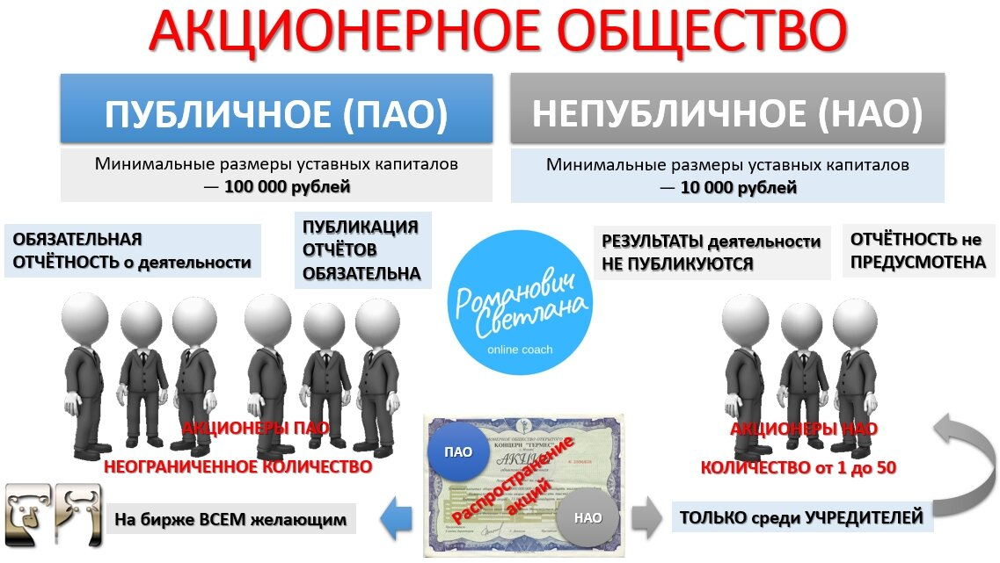 АКЦИОНЕРНОЕ ОБЩЕСТВО
ПУБЛИЧНОЕ (ПАО)
НЕПУБЛИЧНОЕ (НАО)
Минимальные размеры уставных капиталов
— 100 000 рублей
Минимальные размеры уставных капиталов
— 10 000 рублей
ОБЯЗАТЕЛЬНАЯ
ОТЧЁТНОСТЬ о деятельности
ПУБЛИКАЦИЯ
ОТЧЁТОВ
ОБЯЗАТЕЛЬНА
РЕЗУЛЬТАТЫ деятельности
НЕ ПУБЛИКУЮТСЯ
ОТЧЁТНОСТЬ не
ПРЕДУСМОТЕНА
Романович
Светлана
online coach
АКЦИОНЕРЫ ПАО
НЕОГРАНИЧЕННОЕ КОЛИЧЕСТВО
АКЦИОНЕРЫ НАО
КОЛИЧЕСТВО от 1 до 50
КОНЦЕРН "ГЕРМЕС"
АКЦИЯ
ПАО
Распространение
акций
НАО
На бирже ВСЕМ желающим
ТОЛЬКО среди УЧРЕДИТЕЛЕЙ